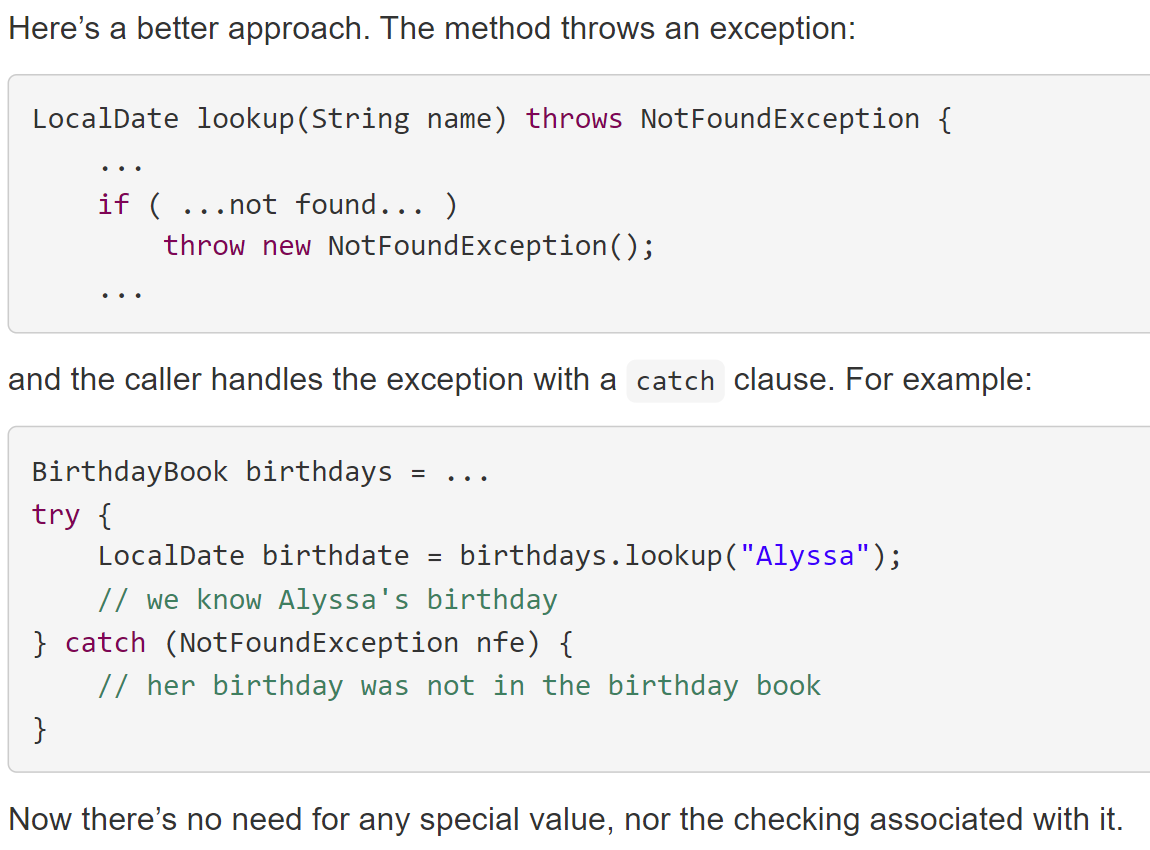 Here’s a better approach. The method throws an exception:
LocalDate lookup(String name) throws NotFoundException {
    ...
    if ( ...not found... )
        throw new NotFoundException();
    ...
and the caller handles the exception with a catch clause. For example:
BirthdayBook birthdays = ...
try {
    LocalDate birthdate = birthdays.lookup("Alyssa");
    // we know Alyssa's birthday
} catch (NotFoundException nfe) {
    // her birthday was not in the birthday book
}
Now there’s no need for any special value, nor the checking associated with it.